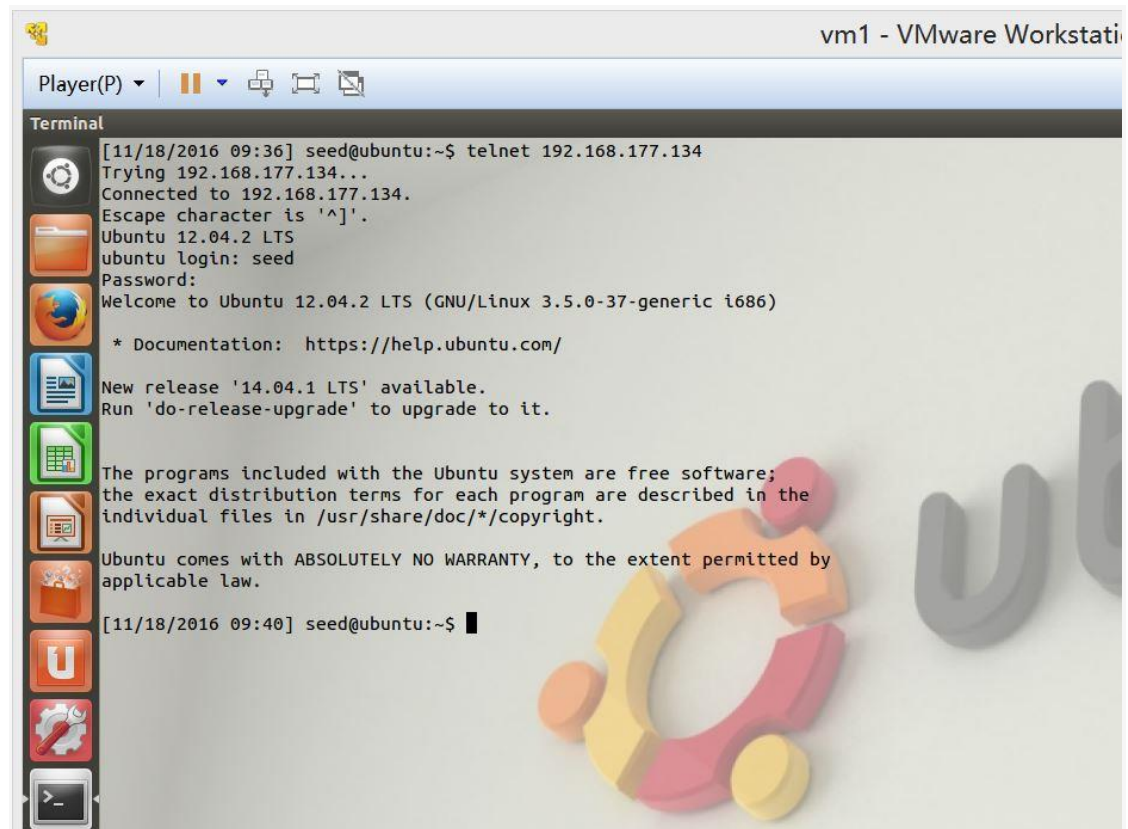 vm1 - VMware Workstati
Player(P)
Terminal
[11/18/2016 09:36] seed@ubuntu:~$ telnet 192.168.177.134
Trying 192.168.177.134...
Connected to 192.168.177.134.
Escape character is '^]'.
Ubuntu 12.04.2 LTS
ubuntu login: seed
Password:
Welcome to Ubuntu 12.04.2 LTS (GNU/Linux 3.5.0-37-generic i686)
* Documentation:  https://help.ubuntu.com/
New release '14.04.1 LTS' available.
Run 'do-release-upgrade' to upgrade to it.
The programs included with the Ubuntu system are free software;
the exact distribution terms for each program are described in the
individual files in /usr/share/doc/*/copyright.
Ubuntu comes with ABSOLUTELY NO WARRANTY, to the extent permitted by
applicable law.
[11/18/2016 09:40] seed@ubuntu:~$
ub